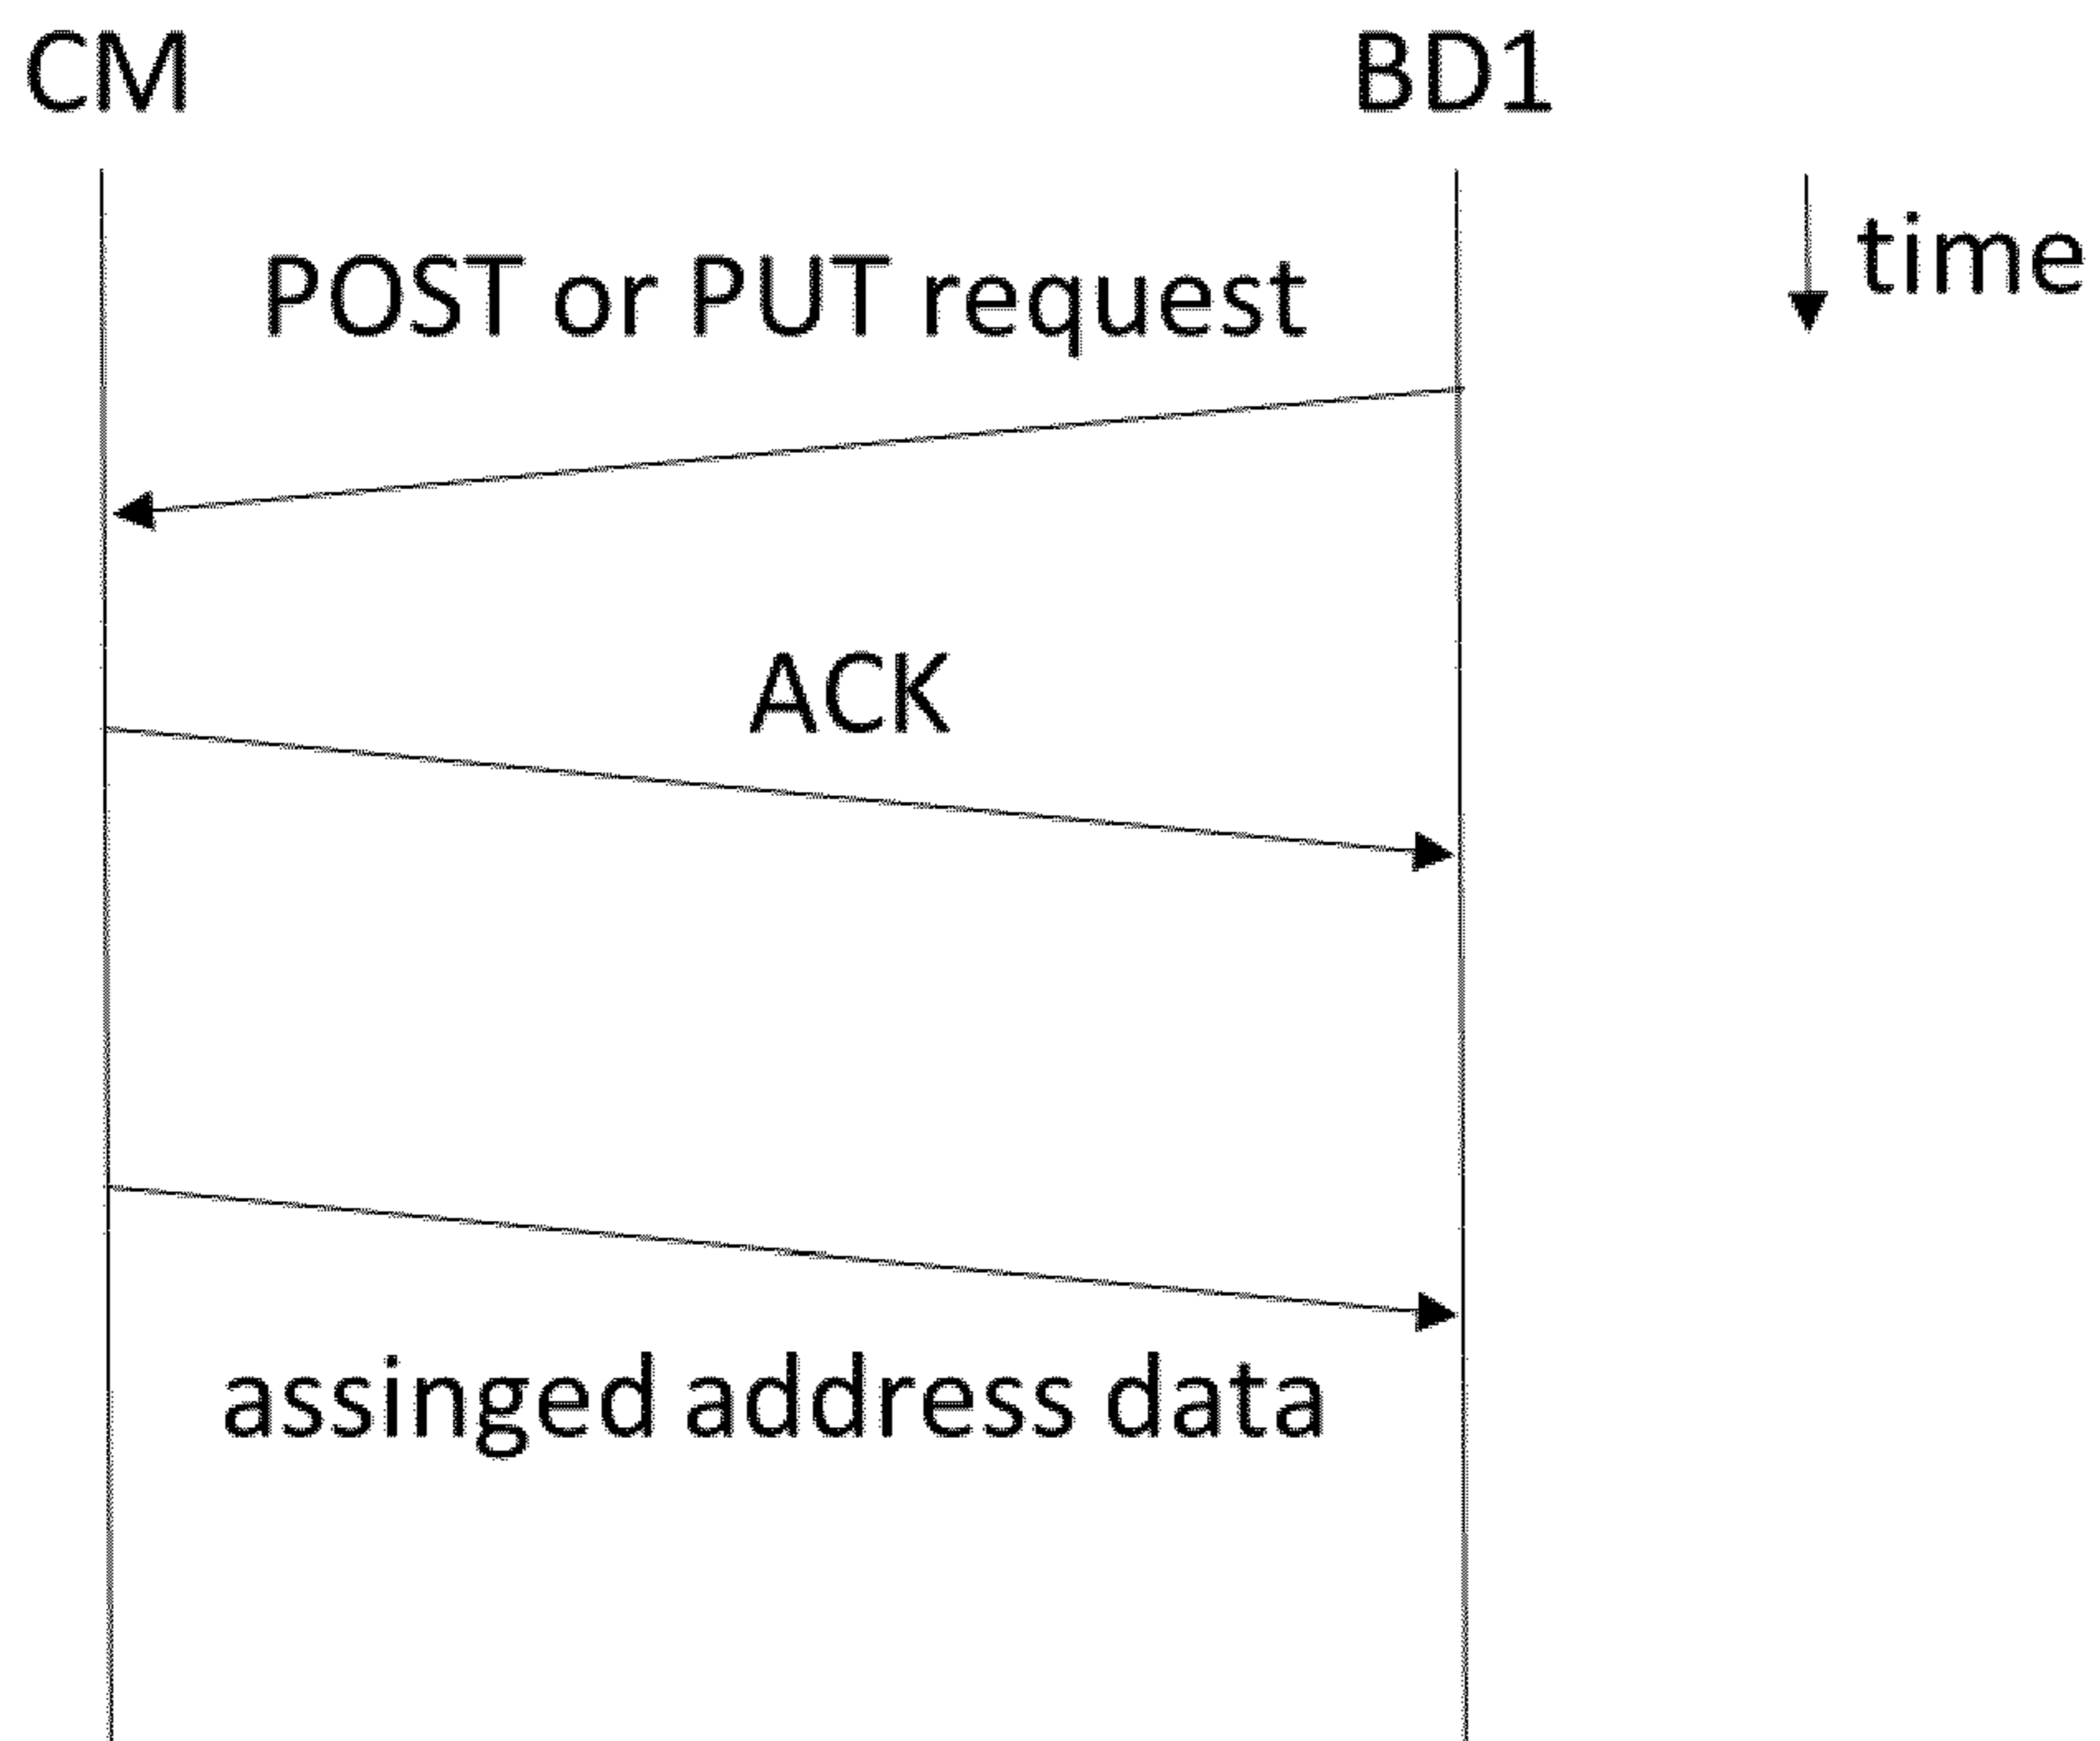 CM
BD1
time
POST or PUT request
ACK
assinged address data